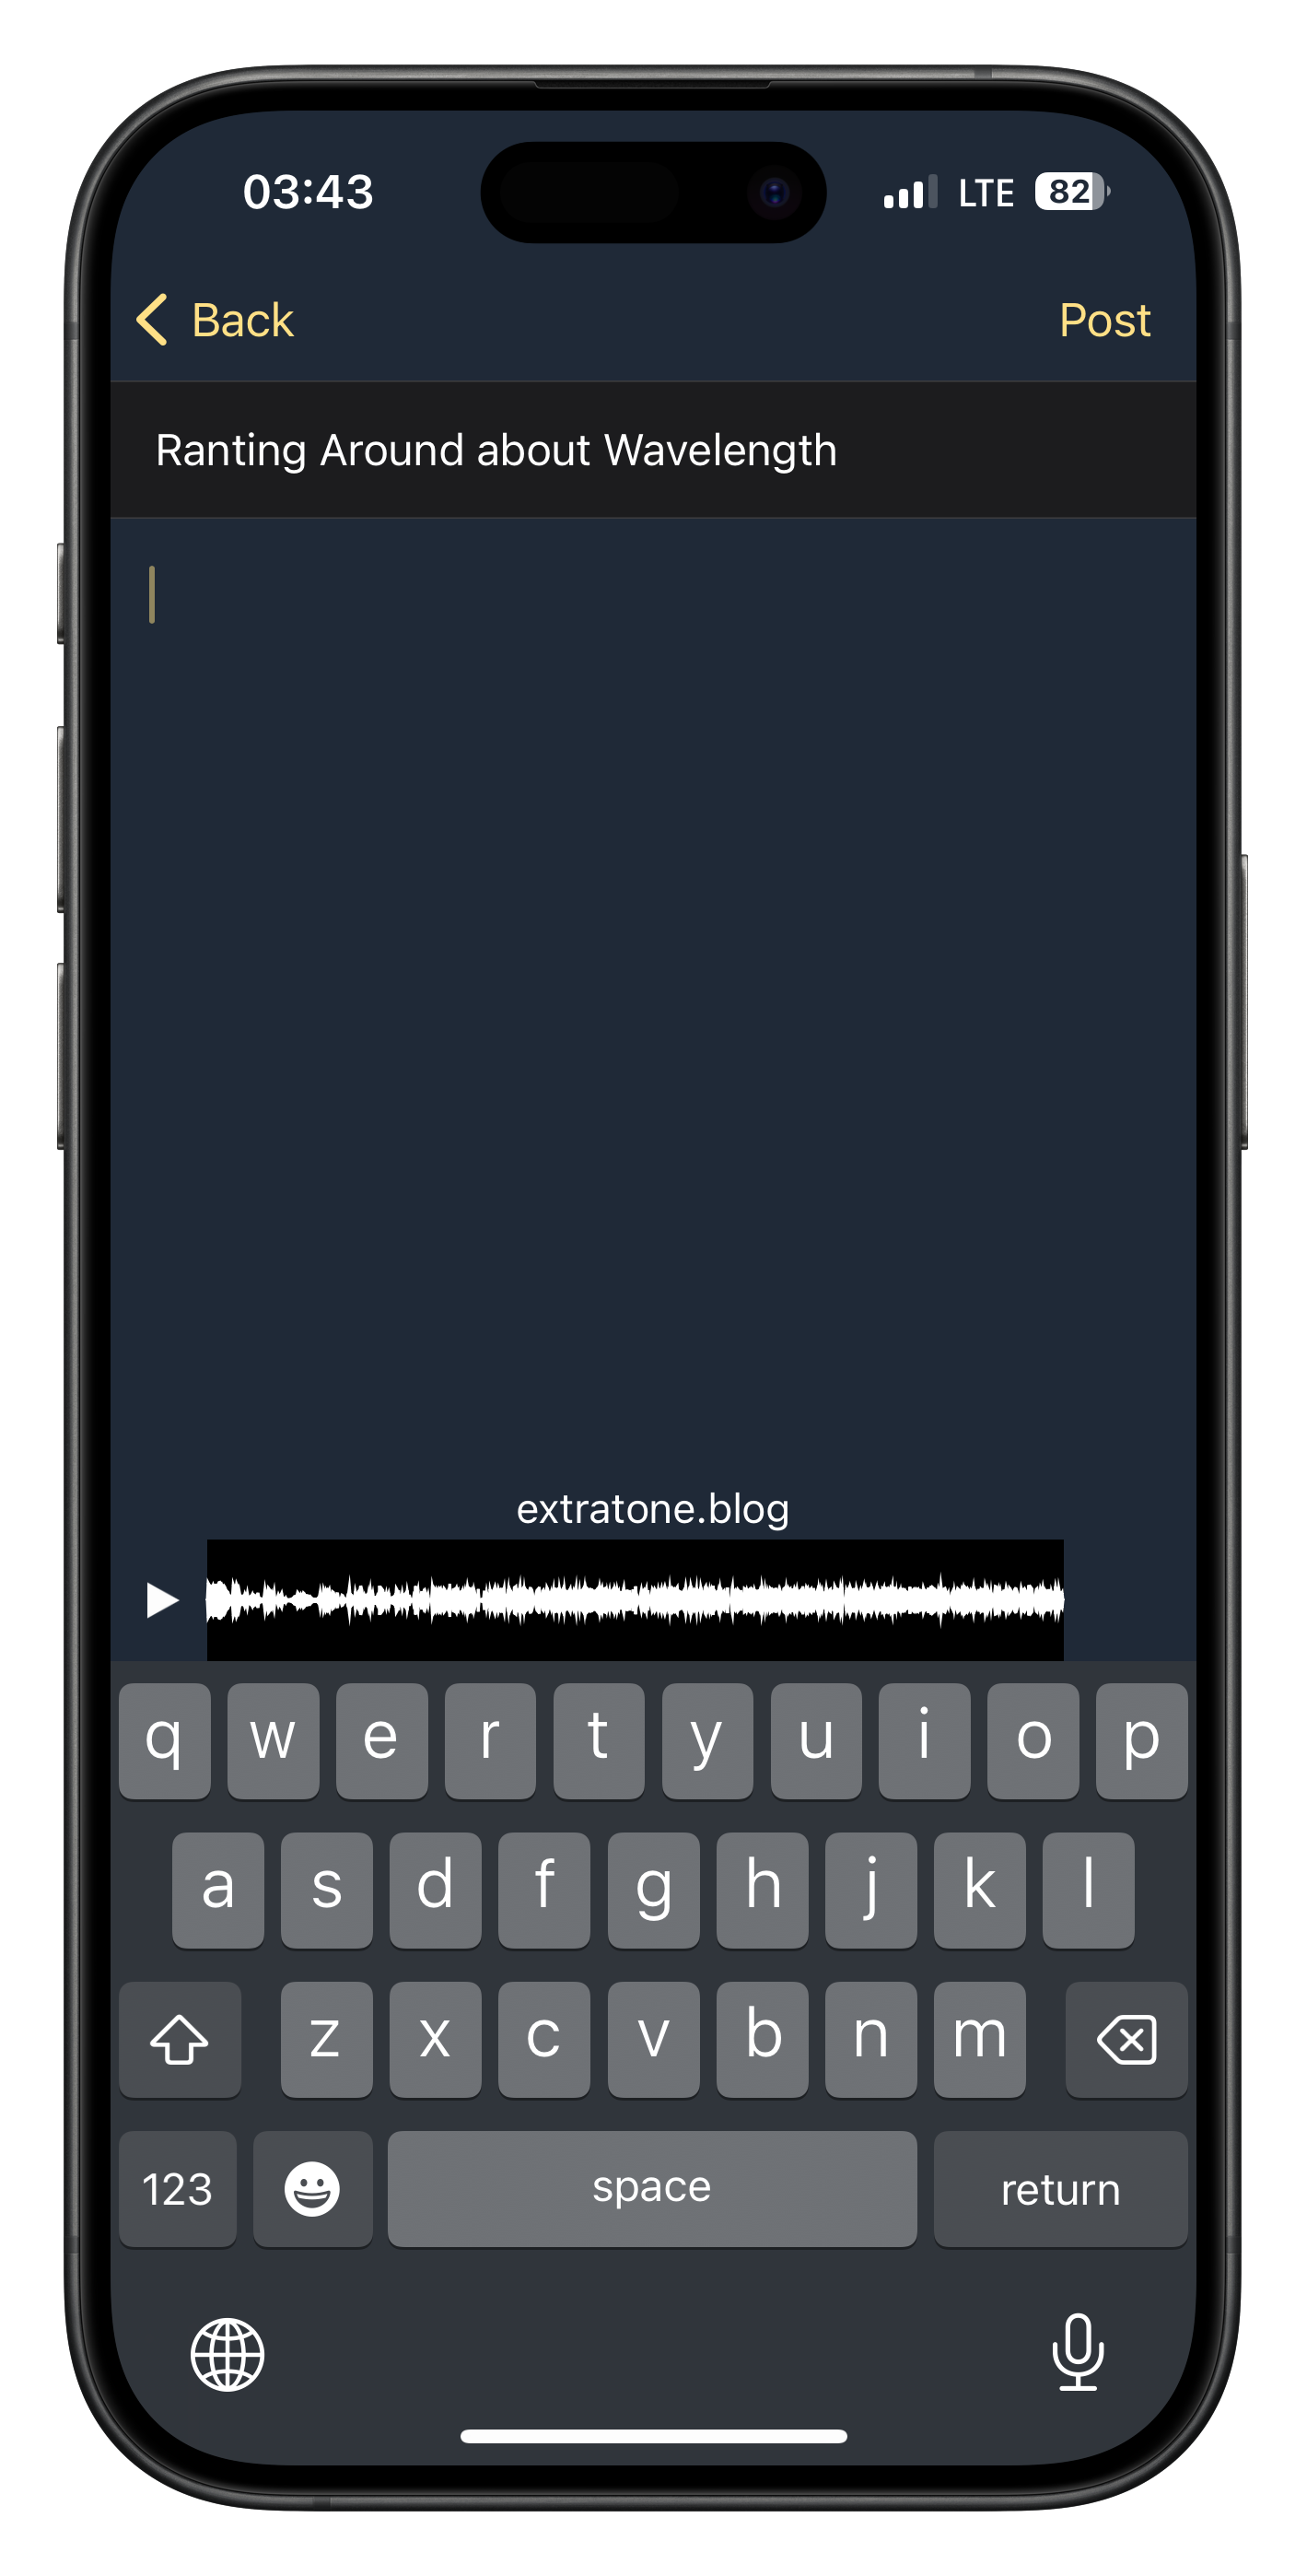 03:43 LTE 82
Back Post
Ranting Around about Wavelength
extratone.blog
q w e r t y u i o p
a s d f g h j k l
z x c v b n m
123 space return